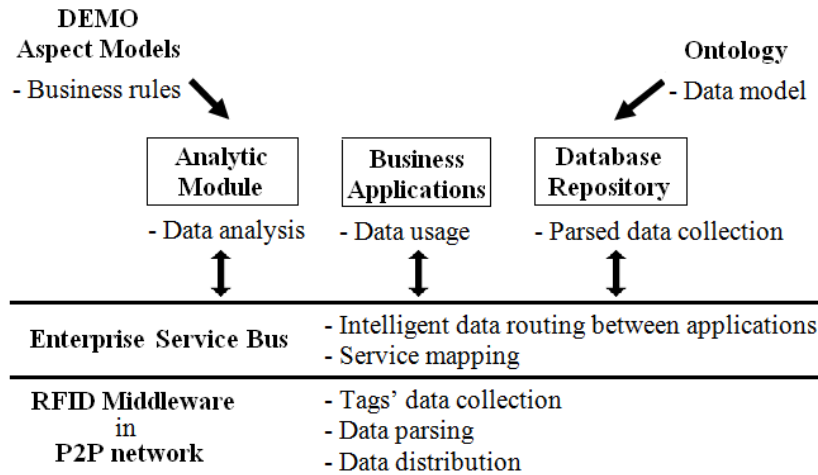 DEMO
Aspect Models
- Business rules
Ontology
- Data model
Analytic
Module
- Data analysis
Business
Applications
- Data usage
Database
Repository
- Parsed data collection
Enterprise Service Bus
- Intelligent data routing between applications
- Service mapping
RFID Middleware
in
P2P network
- Tags’ data collection
- Data parsing
- Data distribution